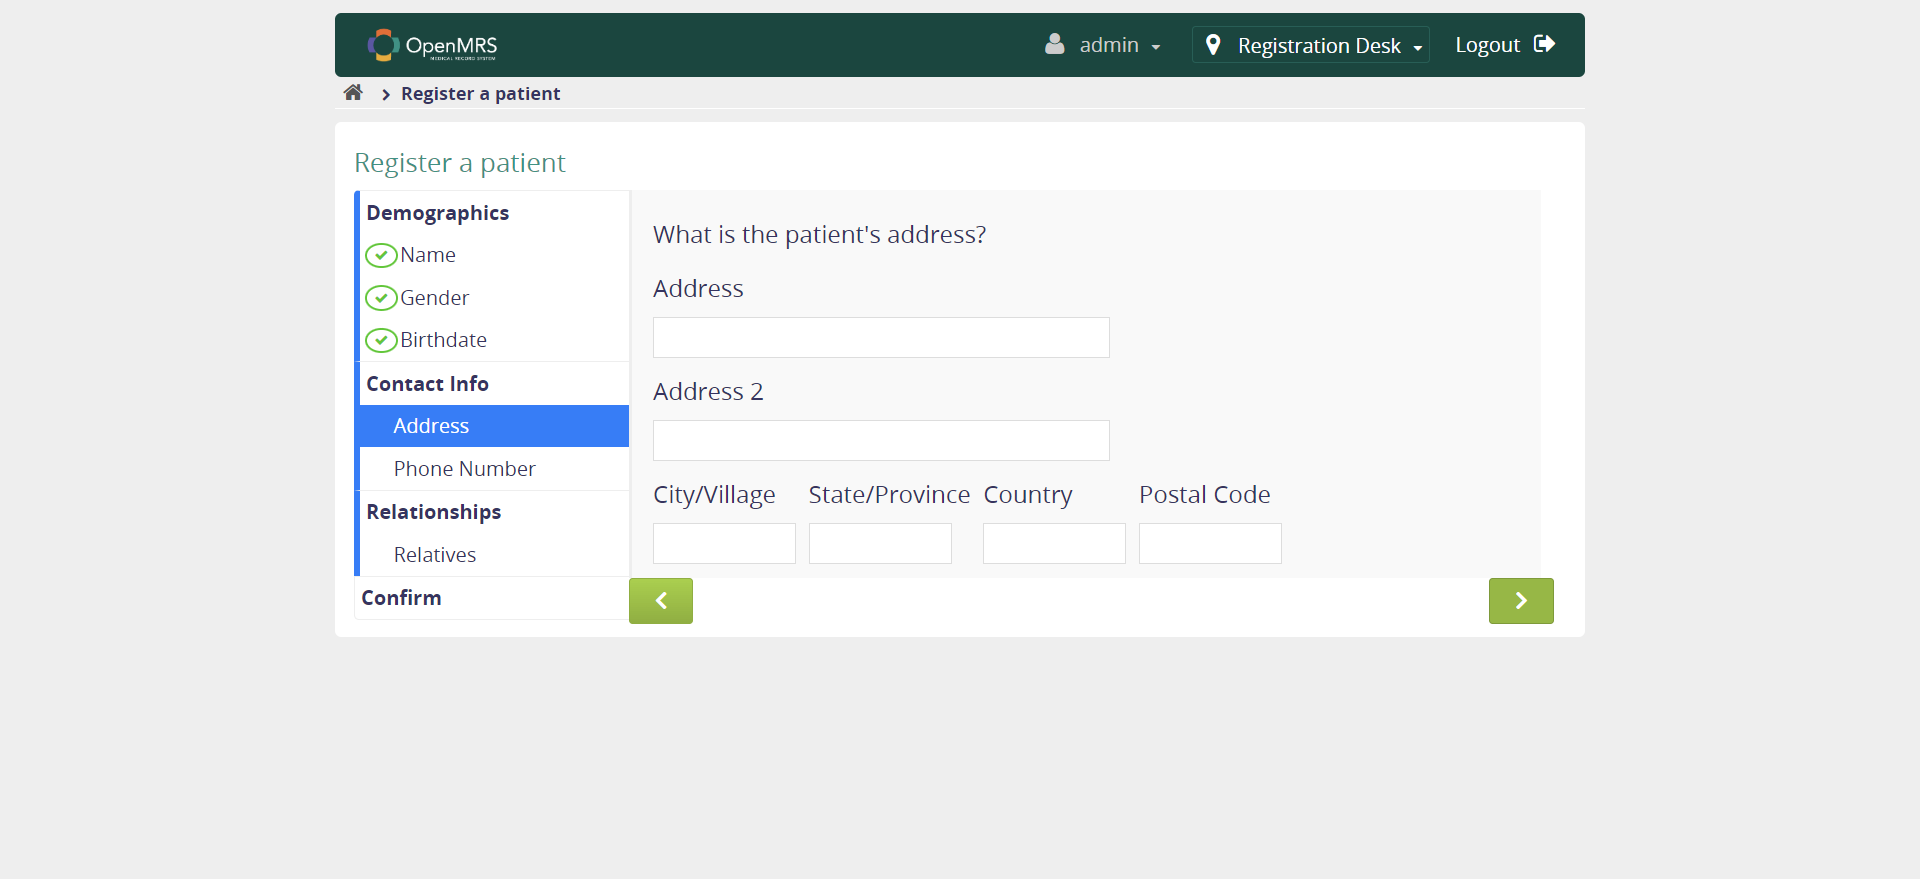 OpenMRS
MEDICAL RECORD SYSTEM
admin
Registration Desk
Logout
Register a patient
Register a patient
Demographics
Name
Gender
Birthdate
Contact Info
Address
Phone Number
Relationships
Relatives
Confirm
What is the patient's address?
Address
Address 2
City/Village State/Province Country Postal Code